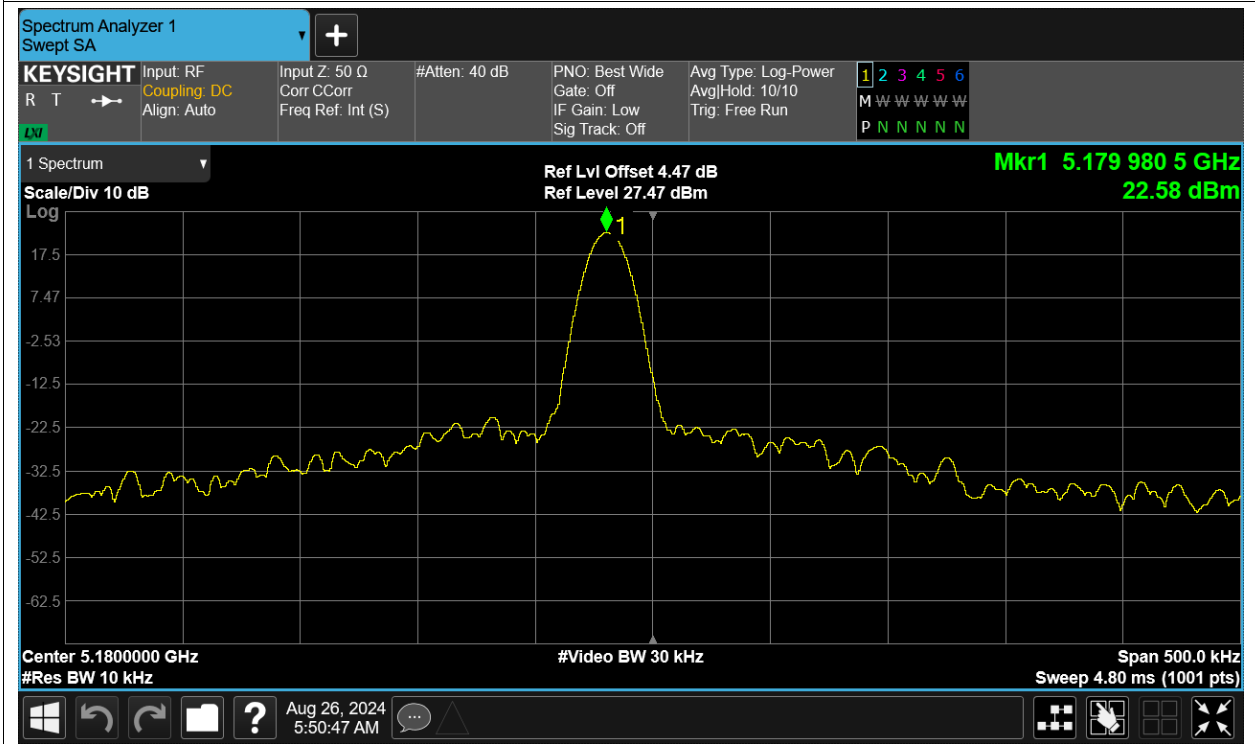 Spectrum Analyzer 1
Swept SA
+
KEYSIGHT
R T
LXI
Input: RF
Coupling: DC
Align: Auto
Input Z: 50 Ω
Corr CCorr
Freq Ref: Int (S)
#Atten: 40 dB
PNO: Best Wide
Gate: Off
IF Gain: Low
Sig Track: Off
Avg Type: Log-Power
Avg|Hold: 10/10
Trig: Free Run
1 2 3 4 5 6
M W W W W W
P N N N N N
1 Spectrum
Scale/Div 10 dB
Log
Ref Lvl Offset 4.47 dB
Ref Level 27.47 dBm
Mkr1 5.179 980 5 GHz
22.58 dBm
1
17.5
7.47
-2.53
-12.5
-22.5
-32.5
-42.5
-52.5
-62.5
Center 5.1800000 GHz
#Res BW 10 kHz
#Video BW 30 kHz
Span 500.0 kHz
Sweep 4.80 ms (1001 pts)
?
Aug 26, 2024
5:50:47 AM